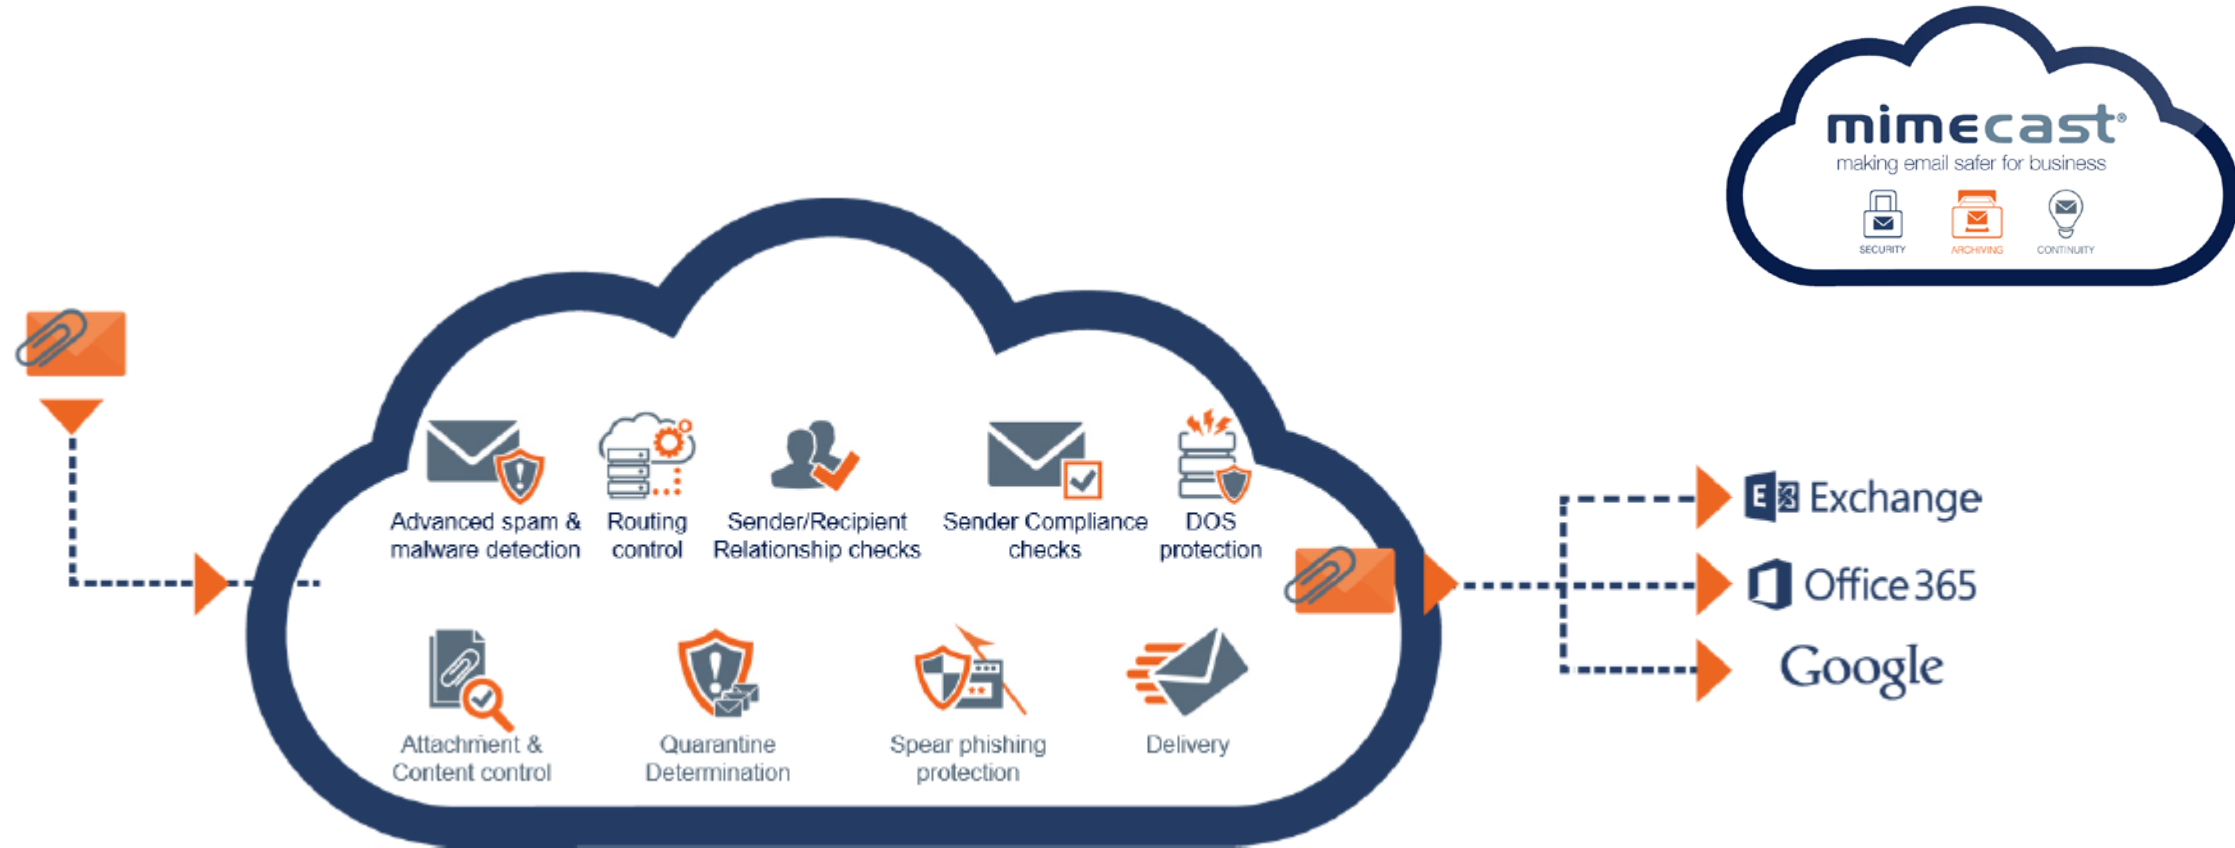 mimecast®
making email safer for business
SECURITY
ARCHIVING
CONTINUITY
Advanced spam &
malware detection
Routing
control
Sender/Recipient
Relationship checks
Sender Compliance
checks
DOS
protection
Attachment &
Content control
Quarantine
Determination
Spear phishing
protection
Delivery
E Exchange
Office 365
Google